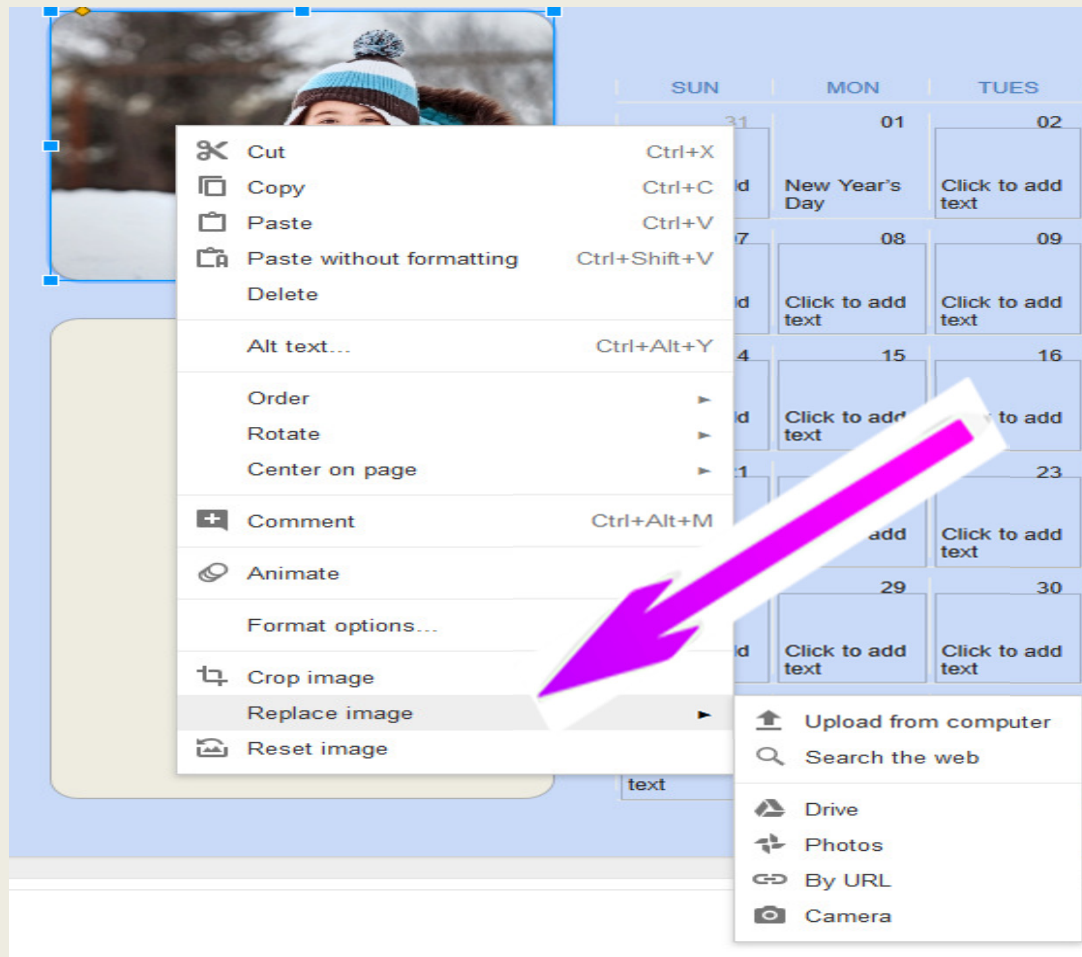 SUN MON TUES
31 01 02
Cut Ctrl+X
Copy Ctrl+C
New Year's
Day
Click to add
text
Paste Ctrl+V
08 09
Paste without formatting Ctrl+Shift+V
Delete
Click to add
text
Click to add
text
Alt text... Ctrl+Alt+Y
4 15 16
Order
Rotate
Click to add
text
to add
Center on page
23
Comment Ctrl+Alt+M
add
Click to add
text
Animate
29 30
Format options...
Click to add
text
Click to add
text
Crop image
Replace image
Reset image
text
Upload from computer
Search the web
Drive
Photos
By URL
Camera